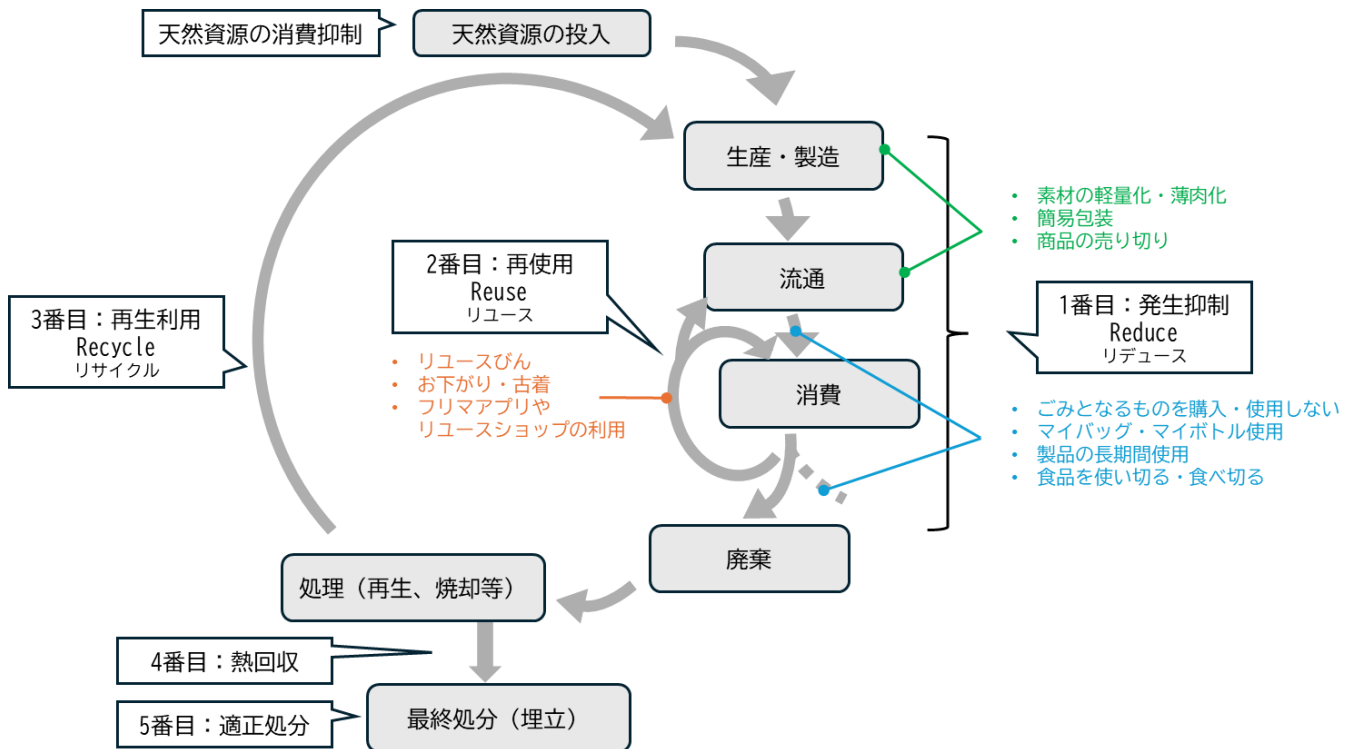 天然資源の消費抑制
天然資源の投入
生産・製造
• 素材の軽量化・薄肉化
• 簡易包装
• 商品の売り切り
流通
2番目：再使用
Reuse
リユース
1番目：発生抑制
Reduce
リデュース
3番目：再生利用
Recycle
リサイクル
• リユースびん
• お下がり・古着
• フリマアプリや
リユースショップの利用
消費
• ごみとなるものを購入・使用しない
• マイバッグ・マイボトル使用
• 製品の長期間使用
• 食品を使い切る・食べ切る
廃棄
処理（再生、焼却等）
4番目：熱回収
5番目：適正処分
最終処分（埋立）